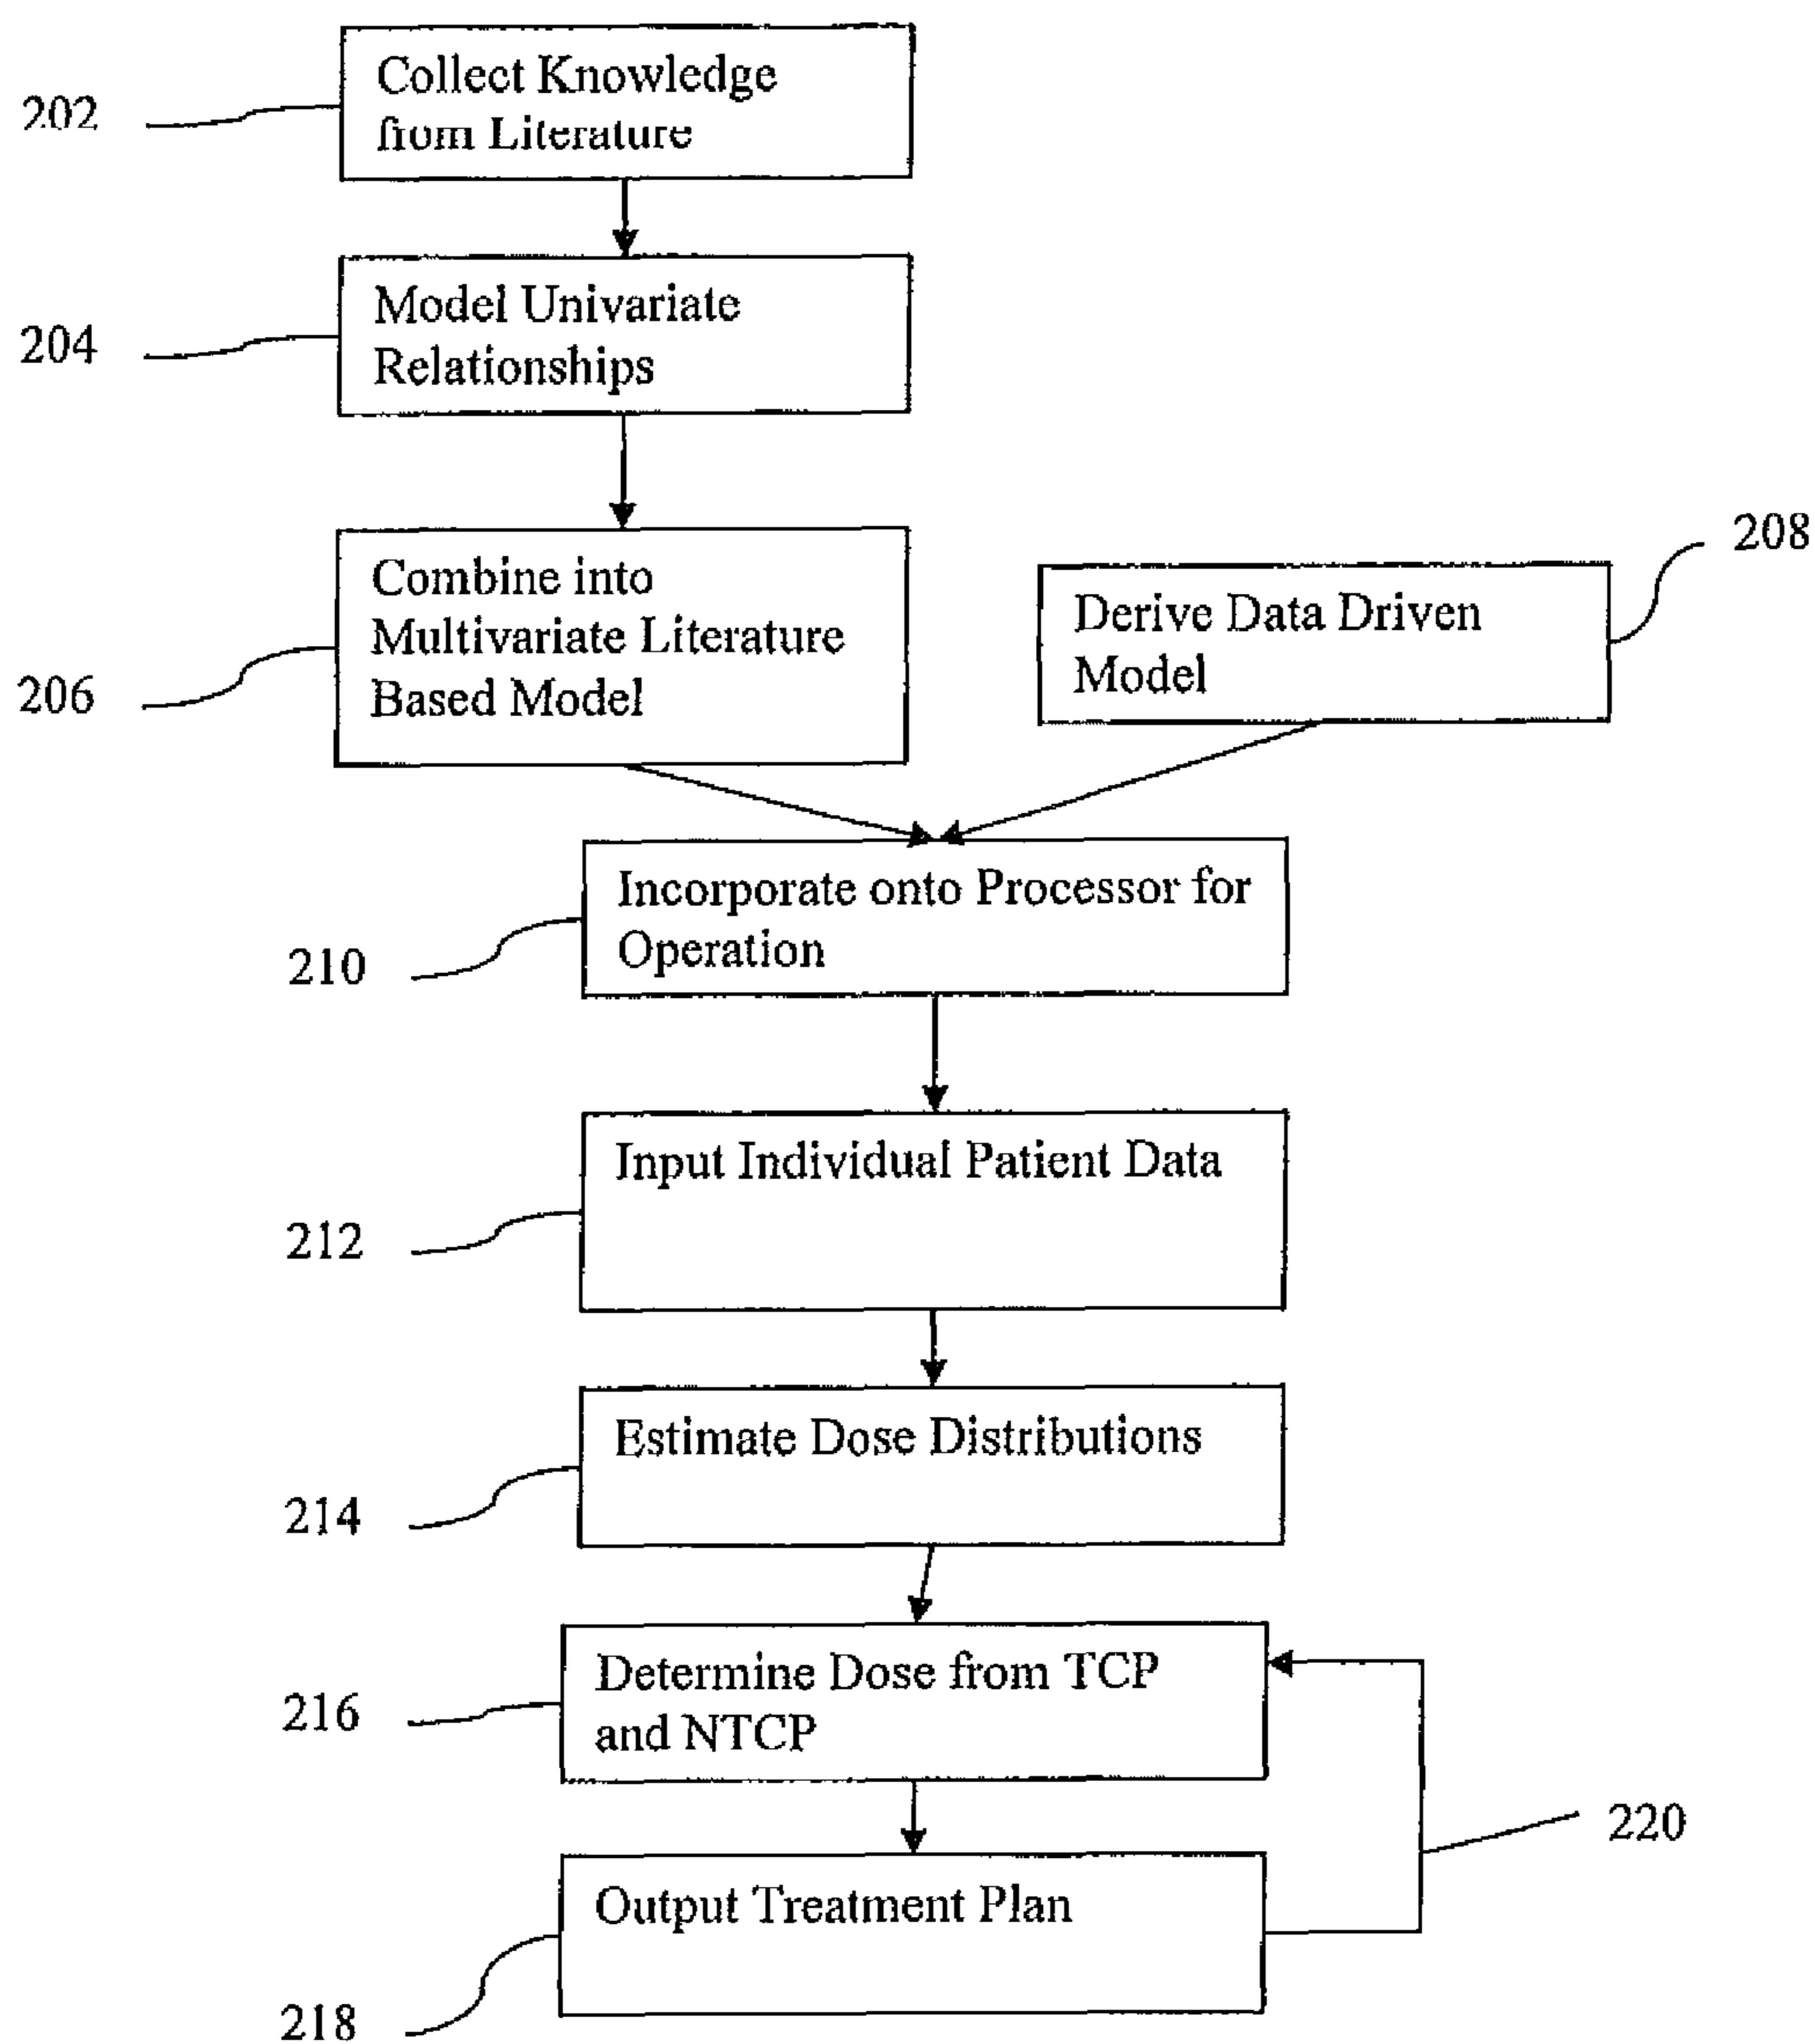 202
Collect Knowledge
from Literature
204
Model Univariate
Relationships
206
Combine into
Multivariate Literature
Based Model
208
Derive Data Driven
Model
210
Incorporate onto Processor for
Operation
212
Input Individual Patient Data
214
Estimate Dose Distributions
216
Determine Dose from TCP
and NTCP
220
218
Output Treatment Plan